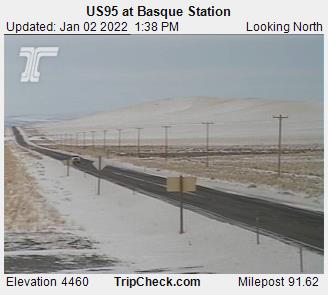 US95 at Basque Station
Updated: Jan 02 2022 1:38 PM Looking North
Elevation 4460 TripCheck.com Milepost 91.62